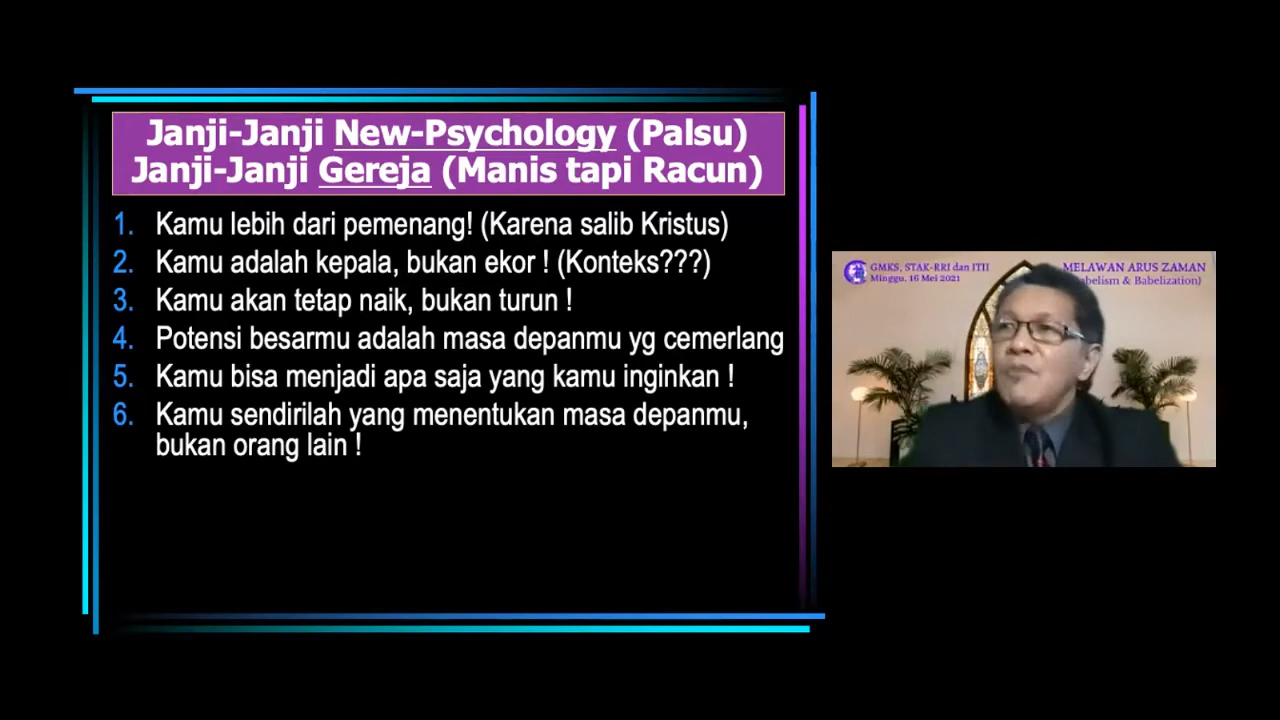 Janji-Janji New-Psychology (Palsu)
Janji-Janji Gereja (Manis tapi Racun)
1. Kamu lebih dari pemenang! (Karena salib Kristus)
2. Kamu adalah kepala, bukan ekor ! (Konteks???)
3. Kamu akan tetap naik, bukan turun !
4. Potensi besarmu adalah masa depanmu yg cemerlang
5. Kamu bisa menjadi apa saja yang kamu inginkan !
6. Kamu sendirilah yang menentukan masa depanmu,
bukan orang lain !
GMKS, STAK-RRI dan ITII
Minggu, 16 Mei 2021
MELAWAN ARUS ZAMAN
& Babelization)